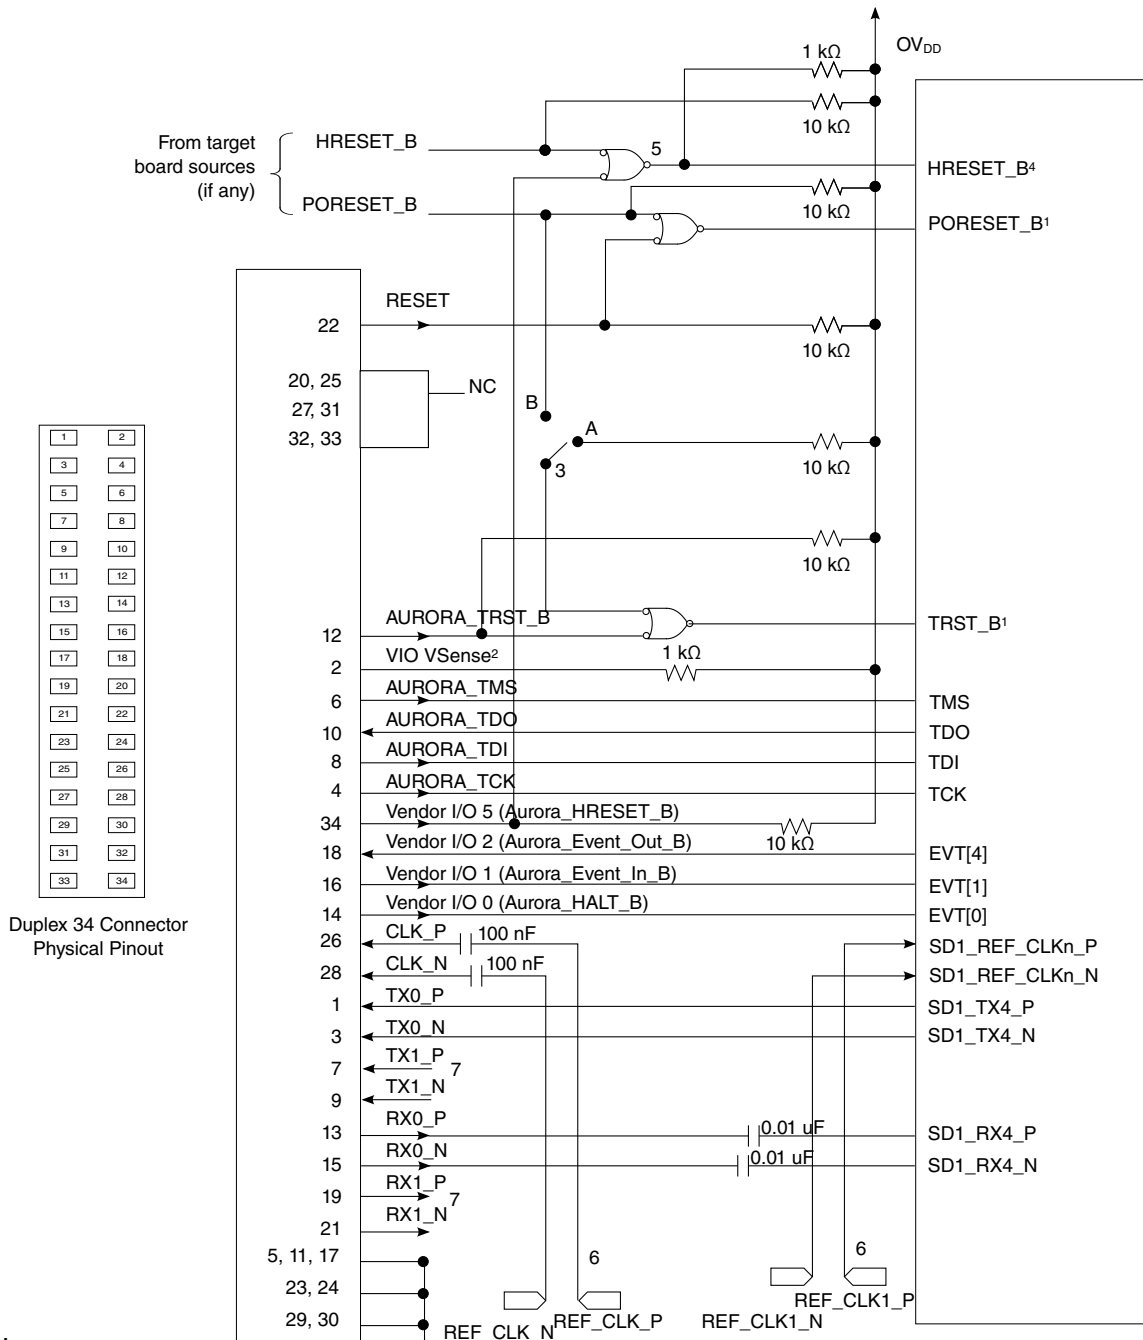 OVDD
1 kΩ
10 kΩ
From target
board sources
(if any)
HRESET_B
5
HRESET_B4
PORESET_B
10 kΩ
PORESET_B1
RESET
22
10 kΩ
20, 25
27, 31
32, 33
NC
B
A
3
10 kΩ
10 kΩ
1 2
3 4
5 6
7 8
9 10
11 12
13 14
15 16
17 18
19 20
21 22
23 24
25 26
27 28
29 30
31 32
33 34
Duplex 34 Connector
Physical Pinout
12 AURORA_TRST_B TRST_B1
2 VIO VSense2 1 kΩ
6 AURORA_TMS TMS
10 AURORA_TDO TDO
8 AURORA_TDI TDI
4 AURORA_TCK TCK
34 Vendor I/O 5 (Aurora_HRESET_B) 10 kΩ
18 Vendor I/O 2 (Aurora_Event_Out_B) EVT[4]
16 Vendor I/O 1 (Aurora_Event_In_B) EVT[1]
14 Vendor I/O 0 (Aurora_HALT_B) EVT[0]
26 CLK_P 100 nF SD1_REF_CLKn_P
28 CLK_N 100 nF SD1_REF_CLKn_N
1 TX0_P SD1_TX4_P
3 TX0_N SD1_TX4_N
7 TX1_P 7
9 TX1_N
13 RX0_P 0.01 uF SD1_RX4_P
15 RX0_N 0.01 uF SD1_RX4_N
19 RX1_P 7
21 RX1_N
5, 11, 17
23, 24
29, 30
6 6
REF_CLK_N REF_CLK_P REF_CLK1_N REF_CLK1_P